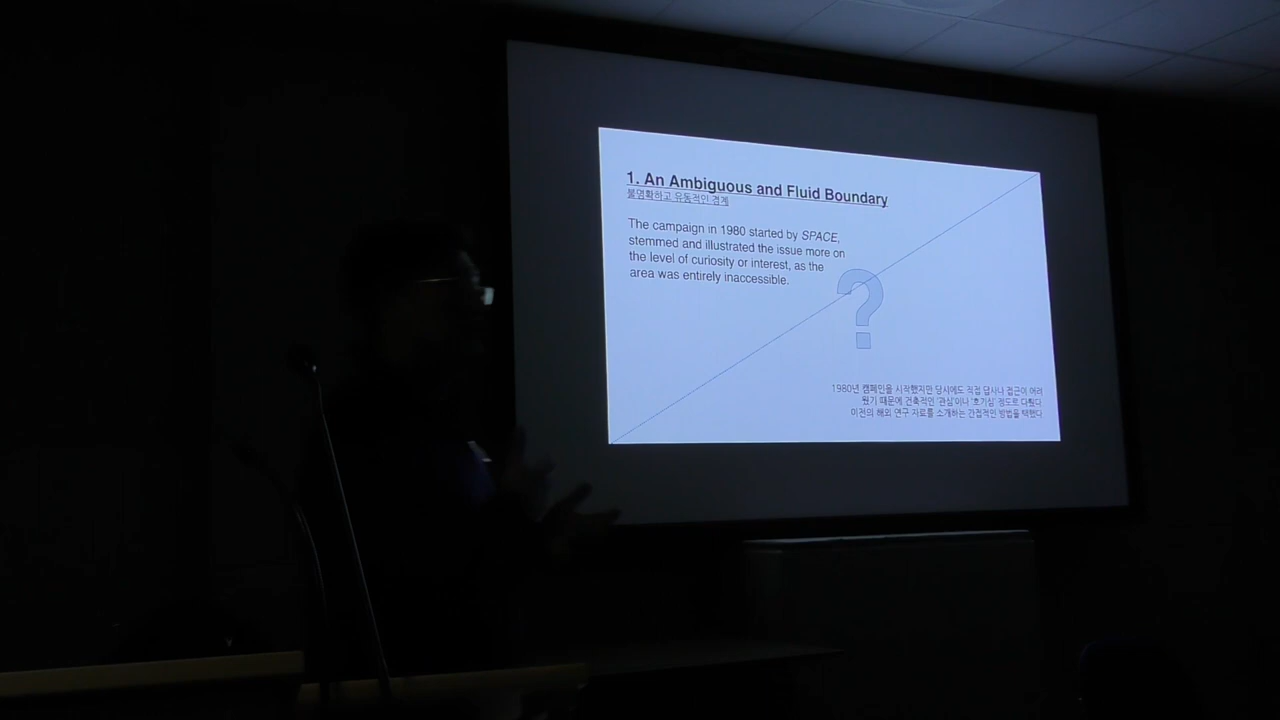 1. An Ambiguous and Fluid Boundary
불명확하고 유동적인 경계
The campaign in 1980 started by SPACE,
stemmed and illustrated the issue more on
the level of curiosity or interest, as the
area was entirely inaccessible.
?
1980년 캠페인을 시작했지만 당시에도 직접 답사나 접근이 어려
웠기 때문에 건축적인 '관심'이나 '호기심' 정도로 다뤘다
이전의 해외 연구 자료를 소개하는 간접적인 방법을 택했다